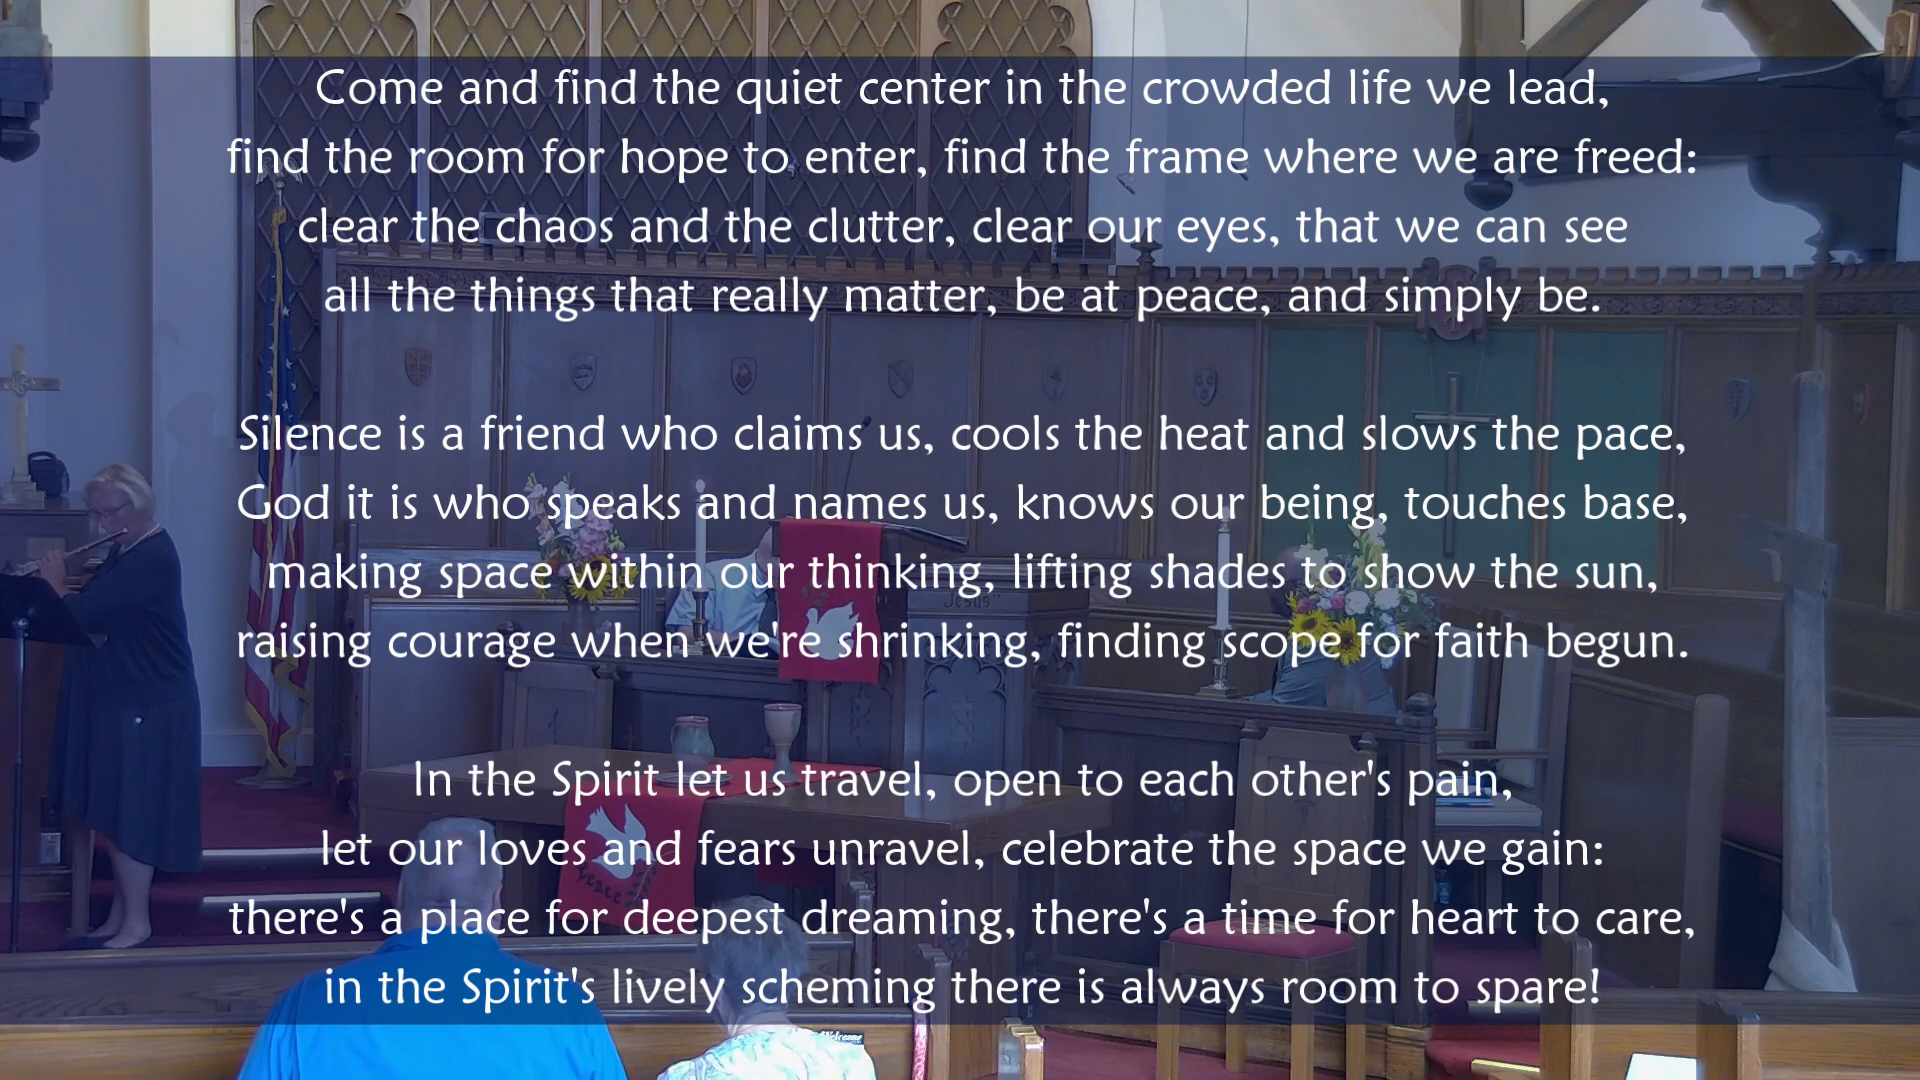 Come and find the quiet center in the crowded life we lead,
find the room for hope to enter, find the frame where we are freed:
clear the chaos and the clutter, clear our eyes, that we can see
all the things that really matter, be at peace, and simply be.
Silence is a friend who claims us, cools the heat and slows the pace,
God it is who speaks and names us, knows our being, touches base,
making space within our thinking, lifting shades to show the sun,
raising courage when we're shrinking, finding scope for faith begun.
Jesus"
In the Spirit let us travel, open to each other's pain,
let our loves and fears unravel, celebrate the space we gain:
Peace
there's a place for deepest dreaming, there's a time for heart to care,
in the Spirit's lively scheming there is always room to spare!
Welcome